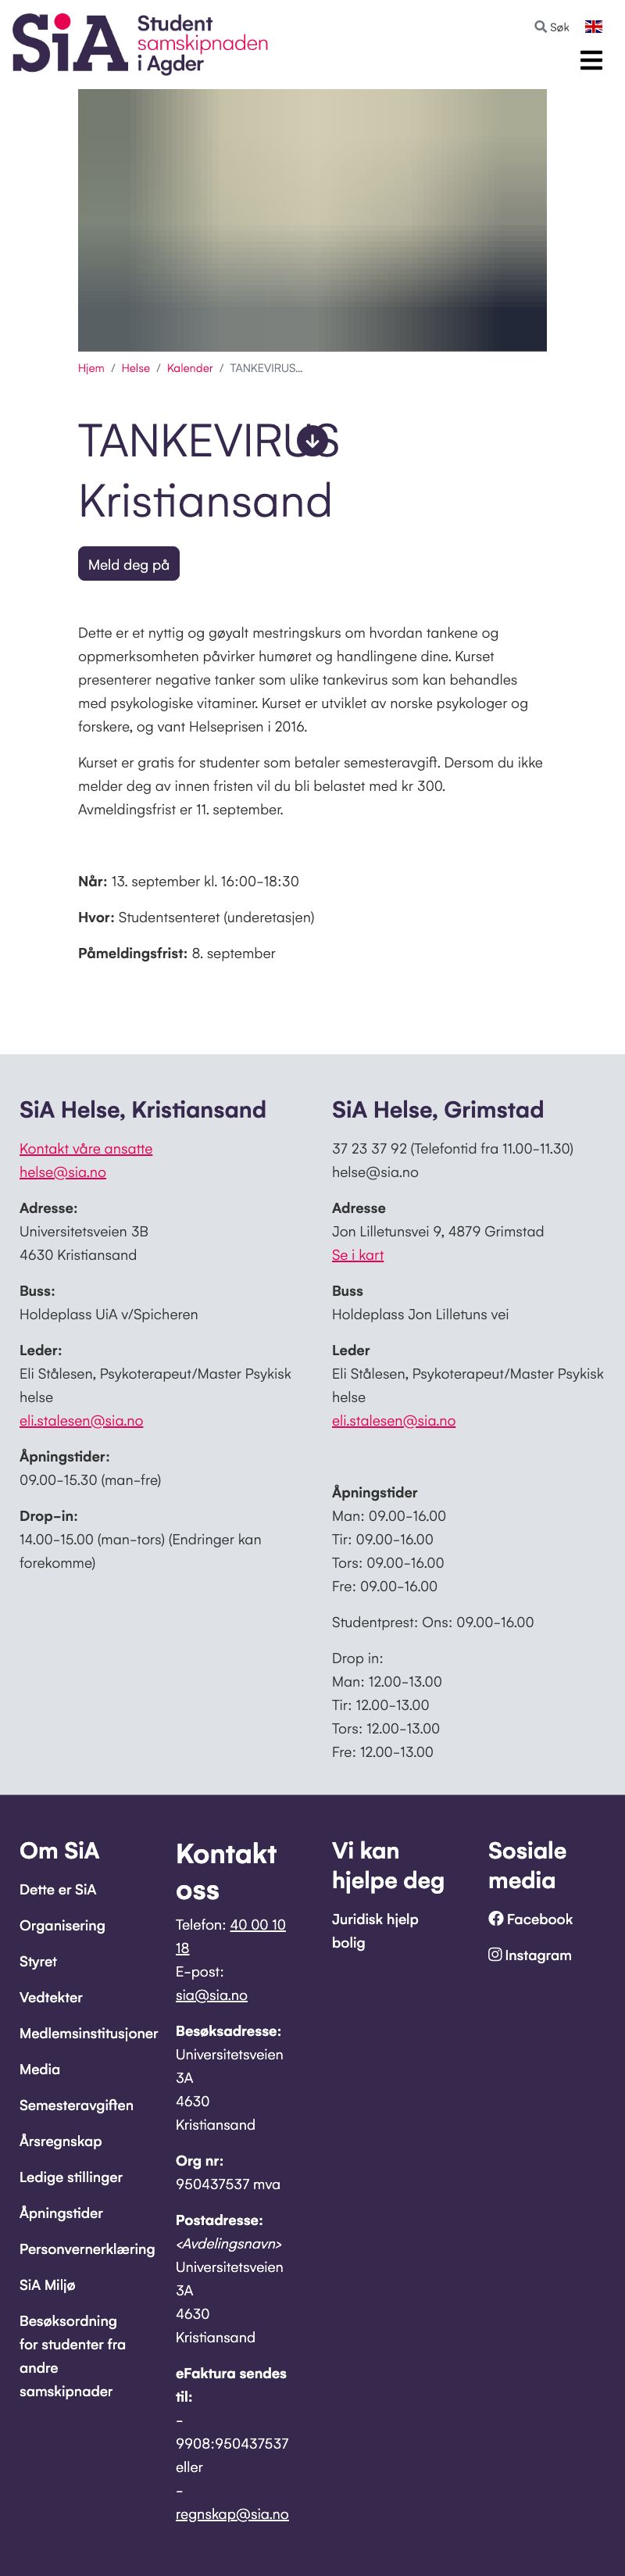 SiA Student
samskipnaden
i Agder
Søk
Hjem / Helse / Kalender / TANKEVIRUS...
TANKEVIRUS
Kristiansand
Meld deg på
Dette er et nyttig og gøyalt mestringskurs om hvordan tankene og
oppmerksomheten påvirker humøret og handlingene dine. Kurset
presenterer negative tanker som ulike tankevirus som kan behandles
med psykologiske vitaminer. Kurset er utviklet av norske psykologer og
forskere, og vant Helseprisen i 2016.
Kurset er gratis for studenter som betaler semesteravgift. Dersom du ikke
melder deg av innen fristen vil du bli belastet med kr 300.
Avmeldingsfrist er 11. september.
Når: 13. september kl. 16:00-18:30
Hvor: Studentsenteret (underetasjen)
Påmeldingsfrist: 8. september
SiA Helse, Kristiansand
Kontakt våre ansatte
helse@sia.no
Adresse:
Universitetsveien 3B
4630 Kristiansand
Buss:
Holdeplass UiA v/Spicheren
Leder:
Eli Stålesen, Psykoterapeut/Master Psykisk
helse
eli.stalesen@sia.no
Åpningstider:
09.00-15.30 (man-fre)
Drop-in:
14.00-15.00 (man-tors) (Endringer kan
forekomme)
SiA Helse, Grimstad
37 23 37 92 (Telefontid fra 11.00-11.30)
helse@sia.no
Adresse
Jon Lilletunsvei 9, 4879 Grimstad
Se i kart
Buss
Holdeplass Jon Lilletuns vei
Leder
Eli Stålesen, Psykoterapeut/Master Psykisk
helse
eli.stalesen@sia.no
Åpningstider
Man: 09.00-16.00
Tir: 09.00-16.00
Tors: 09.00-16.00
Fre: 09.00-16.00
Studentprest: Ons: 09.00-16.00
Drop in:
Man: 12.00-13.00
Tir: 12.00-13.00
Tors: 12.00-13.00
Fre: 12.00-13.00
Om SiA
Dette er SiA
Organisering
Styret
Vedtekter
Medlemsinstitusjoner
Media
Semesteravgiften
Årsregnskap
Ledige stillinger
Åpningstider
Personvernerklæring
SiA Miljø
Besøksordning
for studenter fra
andre
samskipnader
Kontakt
oss
Telefon: 40 00 10
18
E-post:
sia@sia.no
Besøksadresse:
Universitetsveien
3A
4630
Kristiansand
Org nr:
950437537 mva
Postadresse:
<Avdelingsnavn>
Universitetsveien
3A
4630
Kristiansand
eFaktura sendes
til:
-
9908:950437537
eller
-
regnskap@sia.no
Vi kan
hjelpe deg
Juridisk hjelp
bolig
Sosiale
media
Facebook
Instagram